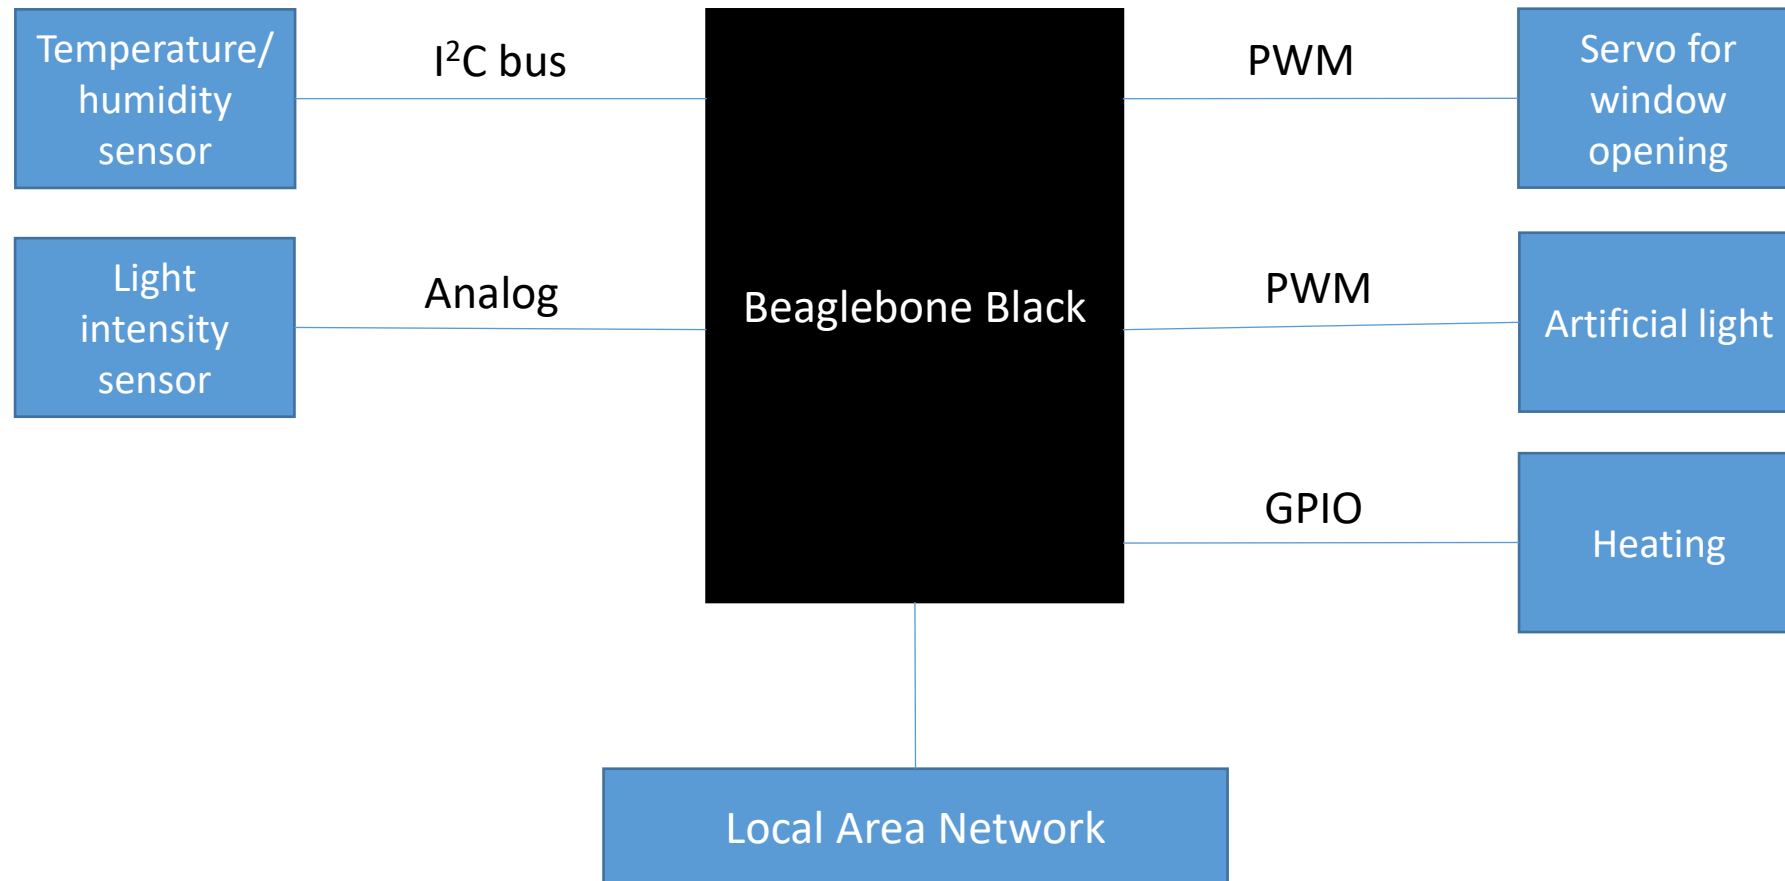 Temperature/
humidity
sensor
I²C bus
PWM
Servo for
window
opening
Light
intensity
sensor
Analog
Beaglebone Black
PWM
Artificial light
GPIO
Heating
Local Area Network